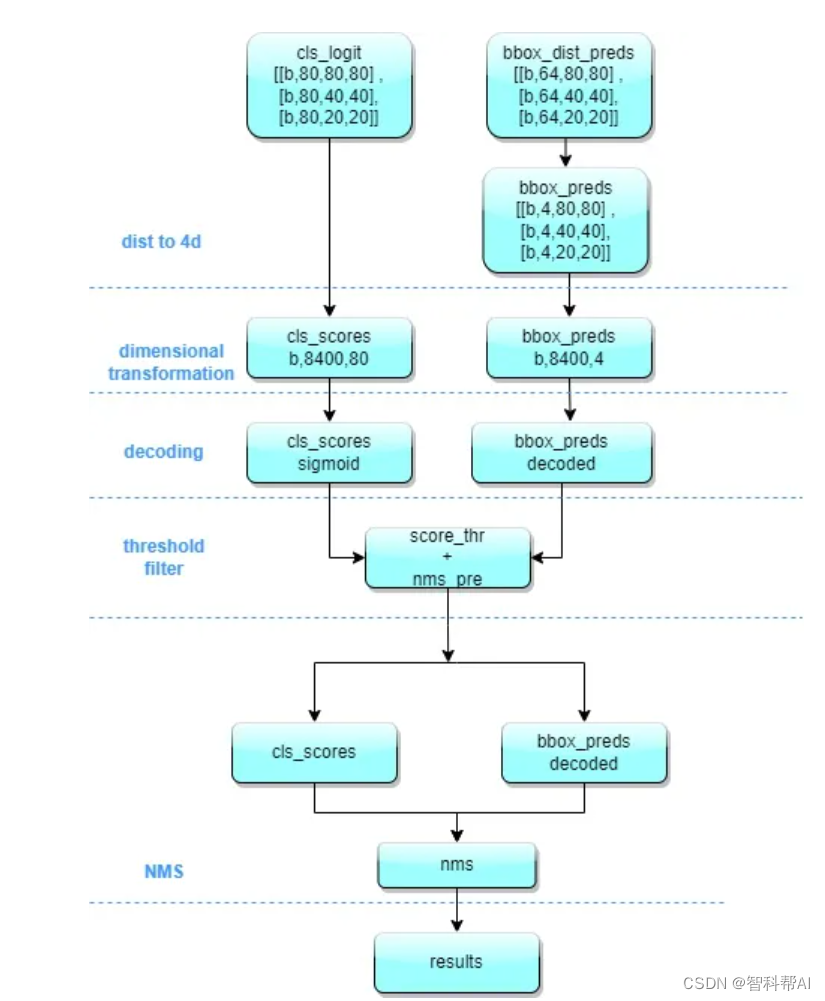 cls_logit
[[b,80,80,80] ,
[b,80,40,40],
[b,80,20,20]]
bbox_dist_preds
[[b,64,80,80] ,
[b,64,40,40],
[b,64,20,20]]
bbox_preds
[[b,4,80,80] ,
[b,4,40,40],
[b,4,20,20]]
dist to 4d
dimensional
transformation
cls_scores
b,8400,80
bbox_preds
b,8400,4
decoding
cls_scores
sigmoid
bbox_preds
decoded
threshold
filter
score_thr
+
nms_pre
cls_scores
bbox_preds
decoded
NMS
nms
results
CSDN @智科帮AI